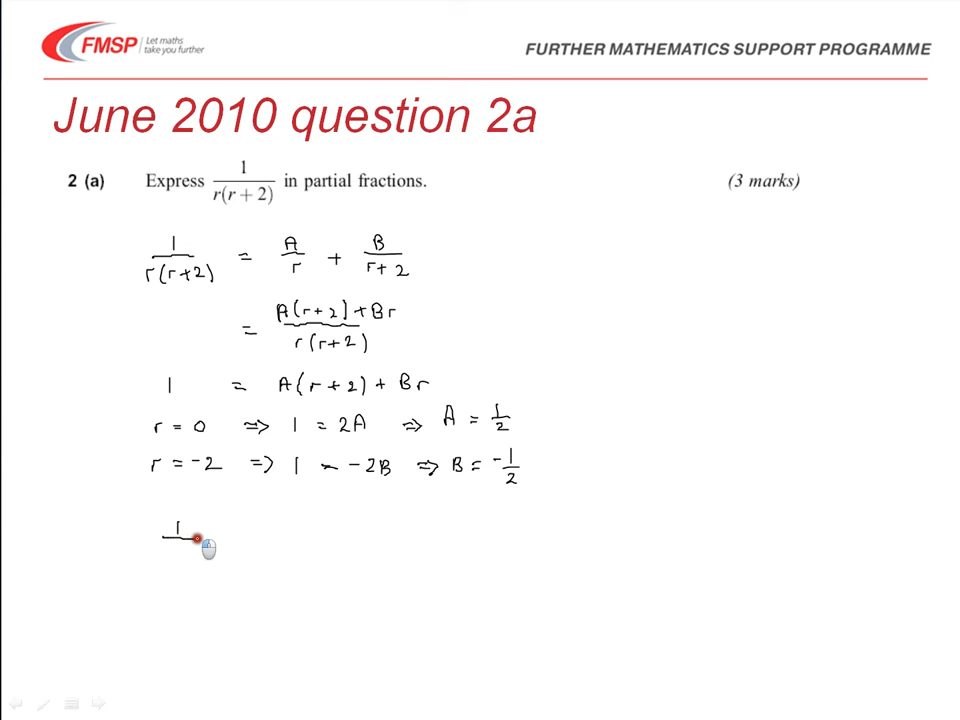 FMSP Let maths take you further
FURTHER MATHEMATICS SUPPORT PROGRAMME
June 2010 question 2a
2 (a) Express 1/(r(r + 2)) in partial fractions. (3 marks)
1/(r(r+2)) = A/r + B/(r+2)
= (A(r+2)+Br)/(r(r+2))
1 = A(r+2) + Br
r = 0 ⇒ 1 = 2A ⇒ A = 1/2
r = -2 ⇒ 1 = -2B ⇒ B = -1/2
1